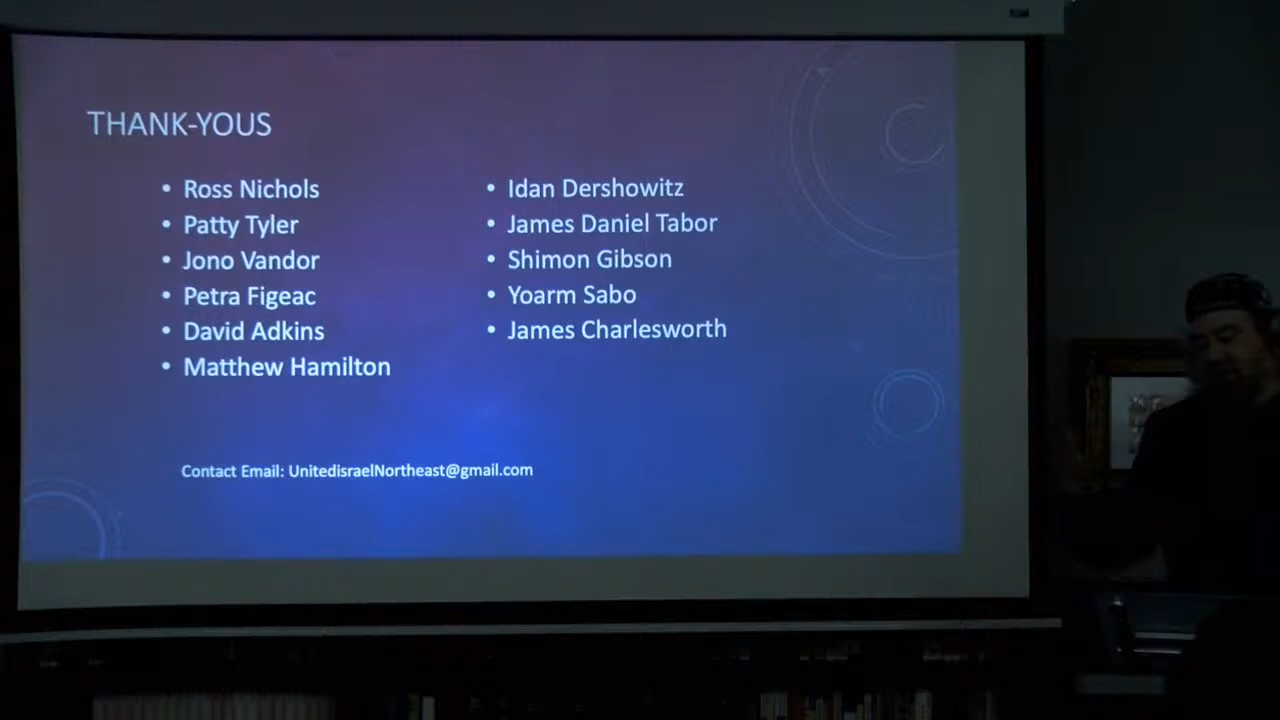 THANK-YOUS
• Ross Nichols
• Patty Tyler
• Jono Vandor
• Petra Figeac
• David Adkins
• Matthew Hamilton
• Idan Dershowitz
• James Daniel Tabor
• Shimon Gibson
• Yoarm Sabo
• James Charlesworth
Contact Email: UnitedisraelNortheast@gmail.com